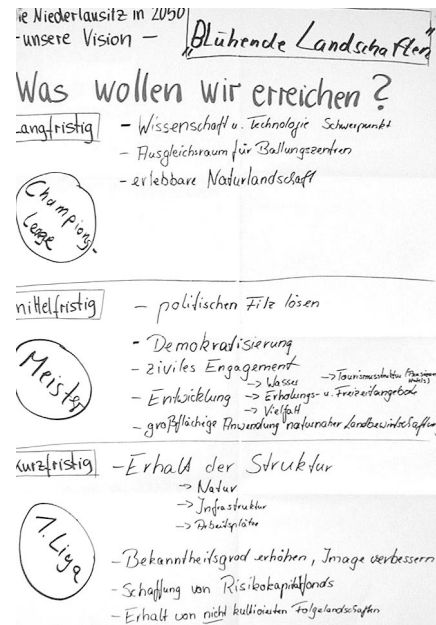 ie Niederlausitz in 2050
- unsere Vision -
"Blühende Landschaften"
Was wollen wir erreichen?
angfristig
- Wissenschaft u. Technologie Schwerpunkt
- Ausgleichsraum für Ballungszentren
- erlebbare Naturlandschaft
Champions-
League
mittelfristig
- politischen Filz lösen
- Demokratisierung
- ziviles Engagement
- Entwicklung
→ Wasser
→ Tourismusstruktur
→ Erholungs- u. Freizeitangebot
→ Vielfalt
- großflächige Anwendung naturnaher Landbewirtschaftun
Meister
kurzfristig
- Erhalt der Struktur
→ Natur
→ Infrastruktur
→ Arbeitsplätze
1. Liga
- Bekanntheitsgrad erhöhen, Image verbessern
- Schaffung von Risikokapitalfonds
- Erhalt von nicht kultivierten Folgelandschaften